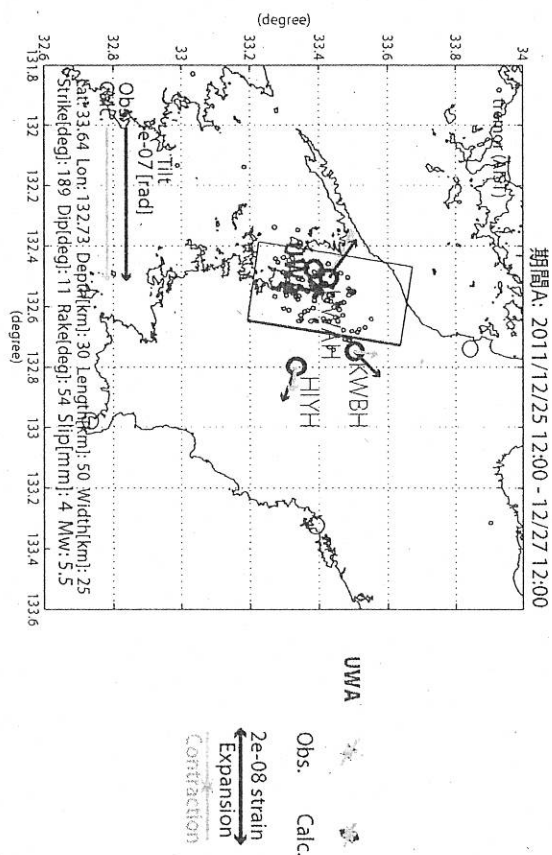 期間A: 2011/12/25 12:00 - 12/27 12:00
(degree)
32.6
32.8
33
33.2
33.4
33.6
33.8
34
131.8
132
132.2
132.4
132.6
132.8
133
133.2
133.4
133.6
(degree)
tremor (ARST)
KWBH
HIYH
Tilt
e-07 [rad]
Obs.
Lat: 33.64 Lon: 132.73 Depth[km]: 30 Length[km]: 50 Width[km]: 25
Strike[deg]: 189 Dip[deg]: 11 Rake[deg]: 54 Slip[mm]: 4 Mw: 5.5
UWA
Obs.
Calc.
2e-08 strain
Expansion
Contraction